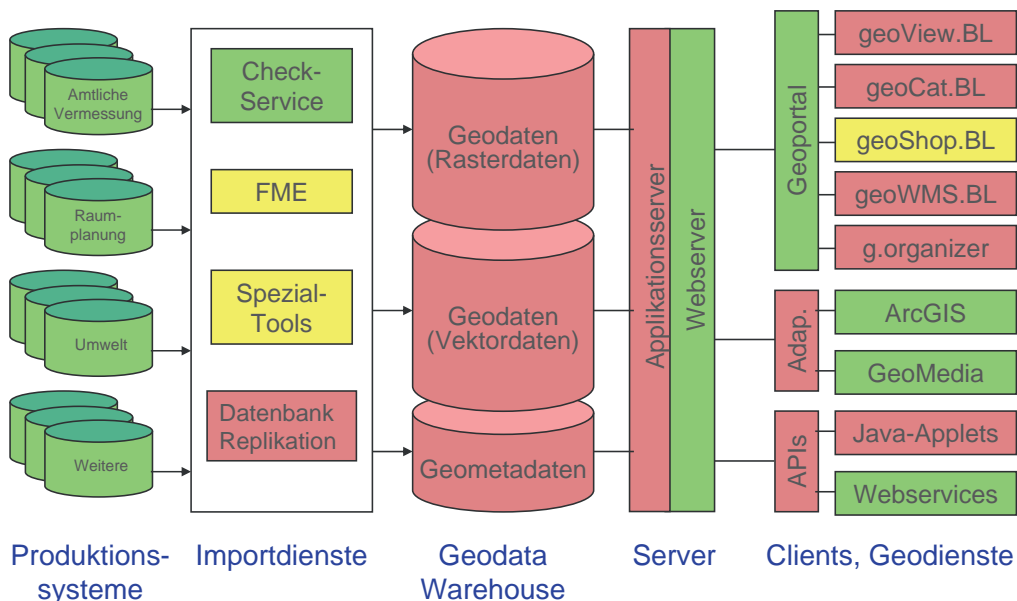 Amtliche
Vermessung
Raum-
planung
Umwelt
Weitere
Check-
Service
FME
Spezial-
Tools
Datenbank
Replikation
Geodaten
(Rasterdaten)
Geodaten
(Vektordaten)
Geometadaten
Applikationsserver
Webserver
Geoportal
Adap.
APIs
geoView.BL
geoCat.BL
geoShop.BL
geoWMS.BL
g.organizer
ArcGIS
GeoMedia
Java-Applets
Webservices
Produktions-
systeme
Importdienste
Geodata
Warehouse
Server
Clients, Geodienste